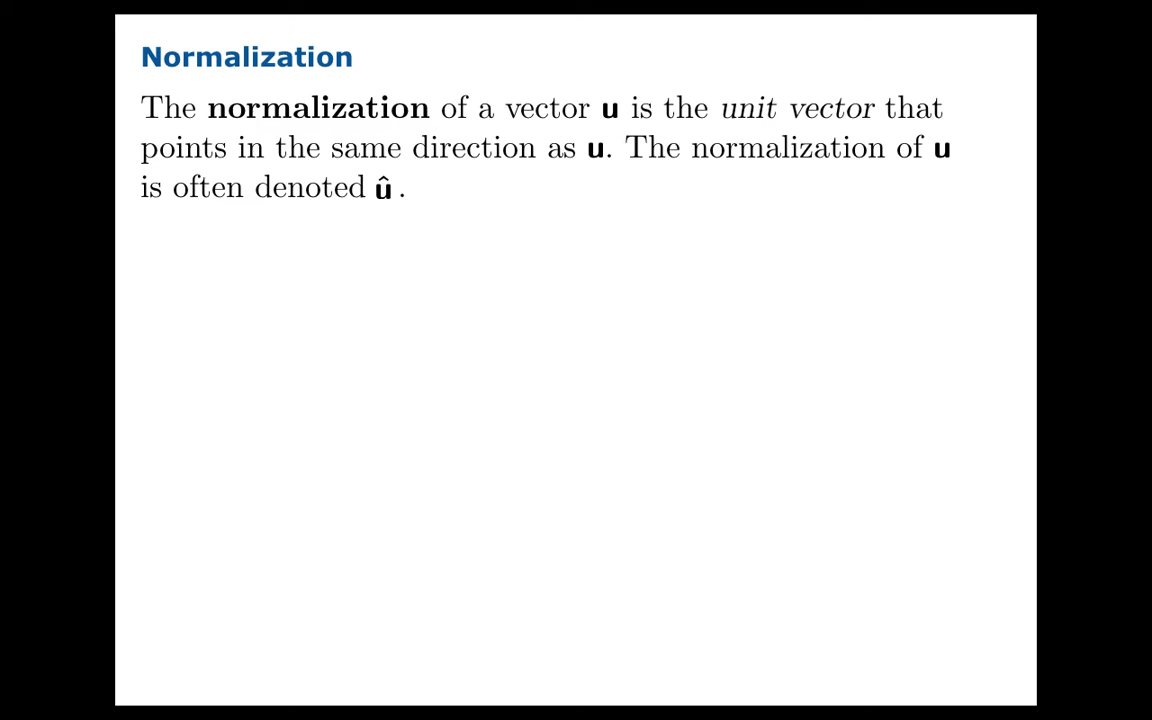 Normalization
The normalization of a vector u is the unit vector that
points in the same direction as u. The normalization of u
is often denoted û .